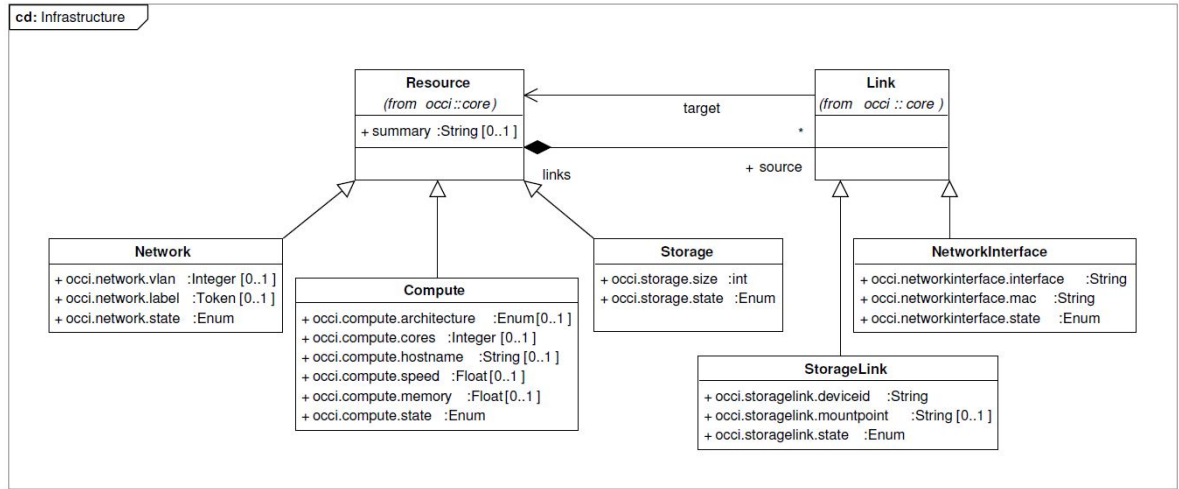 cd: Infrastructure
Resource
(from occi::core)
+ summary :String [0..1 ]
Link
(from occi :: core )
target
*
links
+ source
Network
+ occi.network.vlan :Integer [0..1 ]
+ occi.network.label :Token [0..1 ]
+ occi.network.state :Enum
Compute
+ occi.compute.architecture :Enum[0..1 ]
+ occi.compute.cores :Integer [0..1 ]
+ occi.compute.hostname :String [0..1 ]
+ occi.compute.speed :Float[0..1 ]
+ occi.compute.memory :Float[0..1 ]
+ occi.compute.state :Enum
Storage
+ occi.storage.size :int
+ occi.storage.state :Enum
NetworkInterface
+ occi.networkinterface.interface :String
+ occi.networkinterface.mac :String
+ occi.networkinterface.state :Enum
StorageLink
+ occi.storagelink.deviceid :String
+ occi.storagelink.mountpoint :String [0..1 ]
+ occi.storagelink.state :Enum